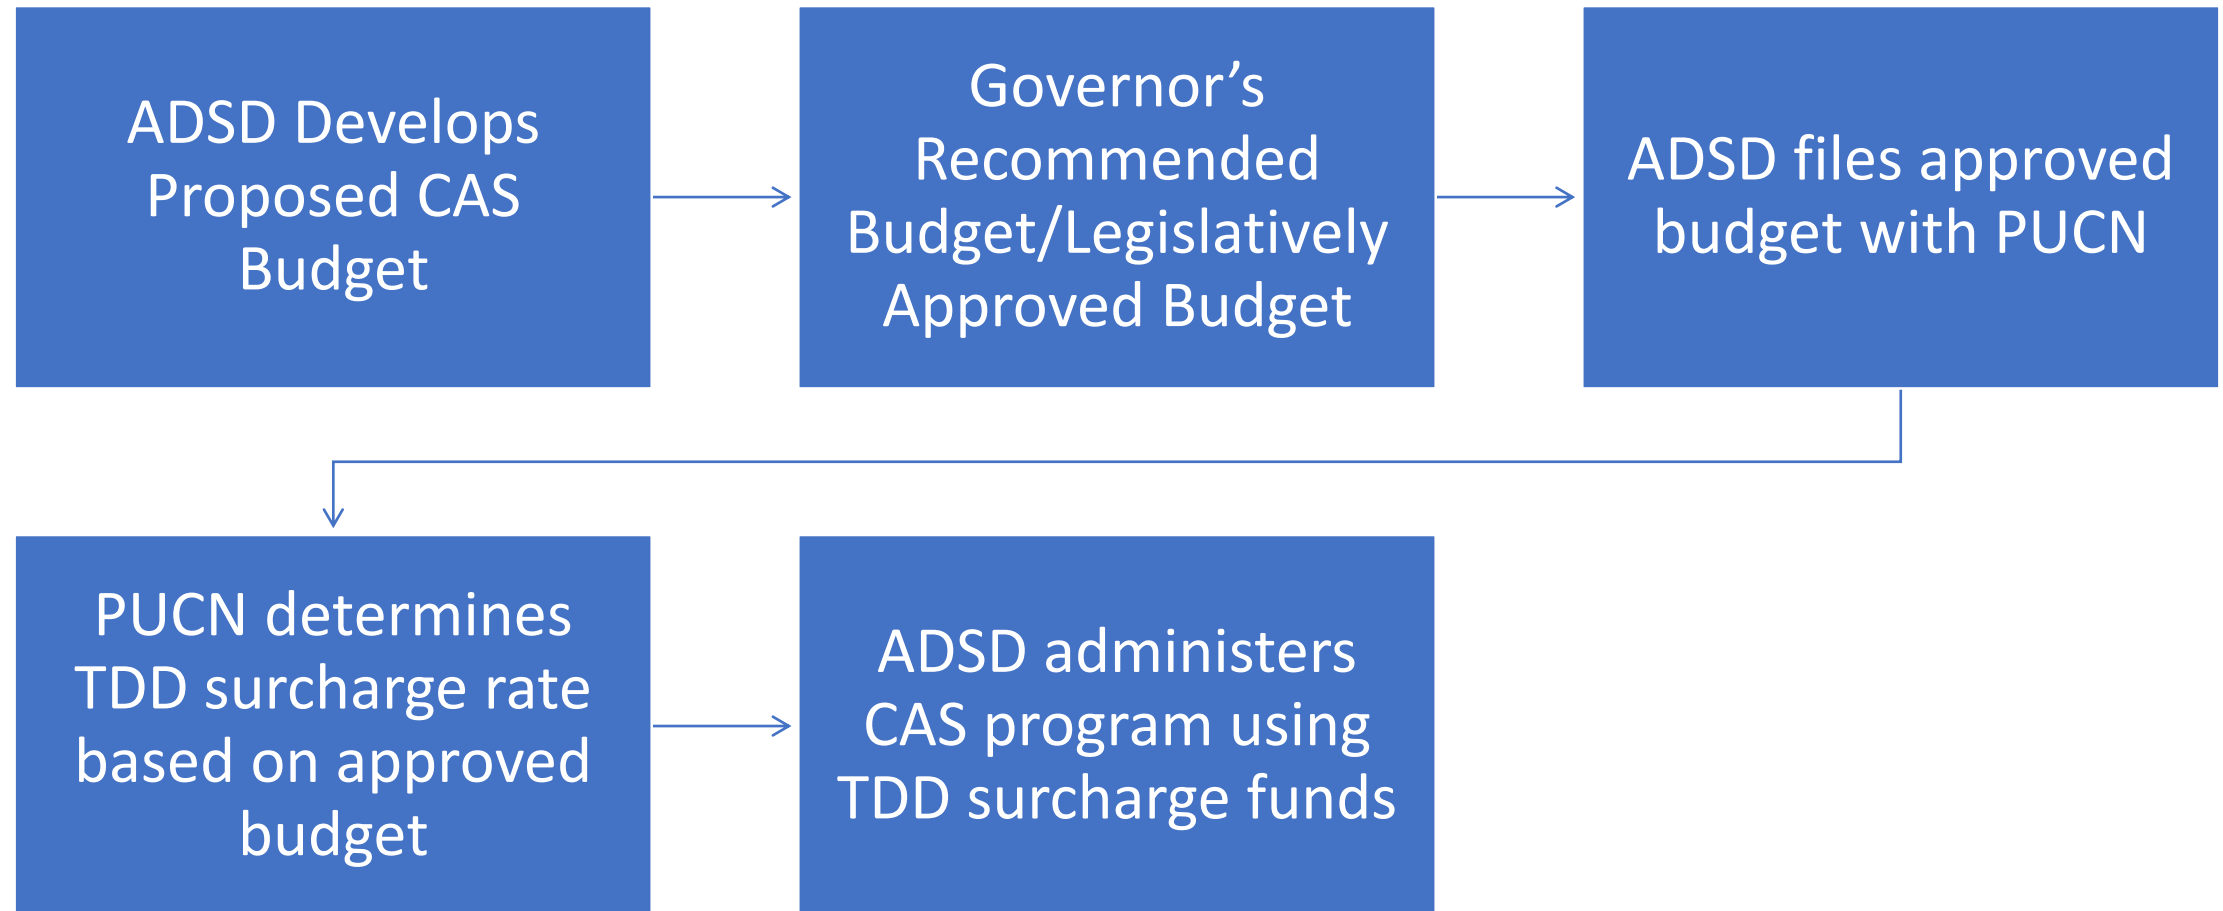 ADSD Develops
Proposed CAS
Budget
Governor’s
Recommended
Budget/Legislatively
Approved Budget
ADSD files approved
budget with PUCN
PUCN determines
TDD surcharge rate
based on approved
budget
ADSD administers
CAS program using
TDD surcharge funds